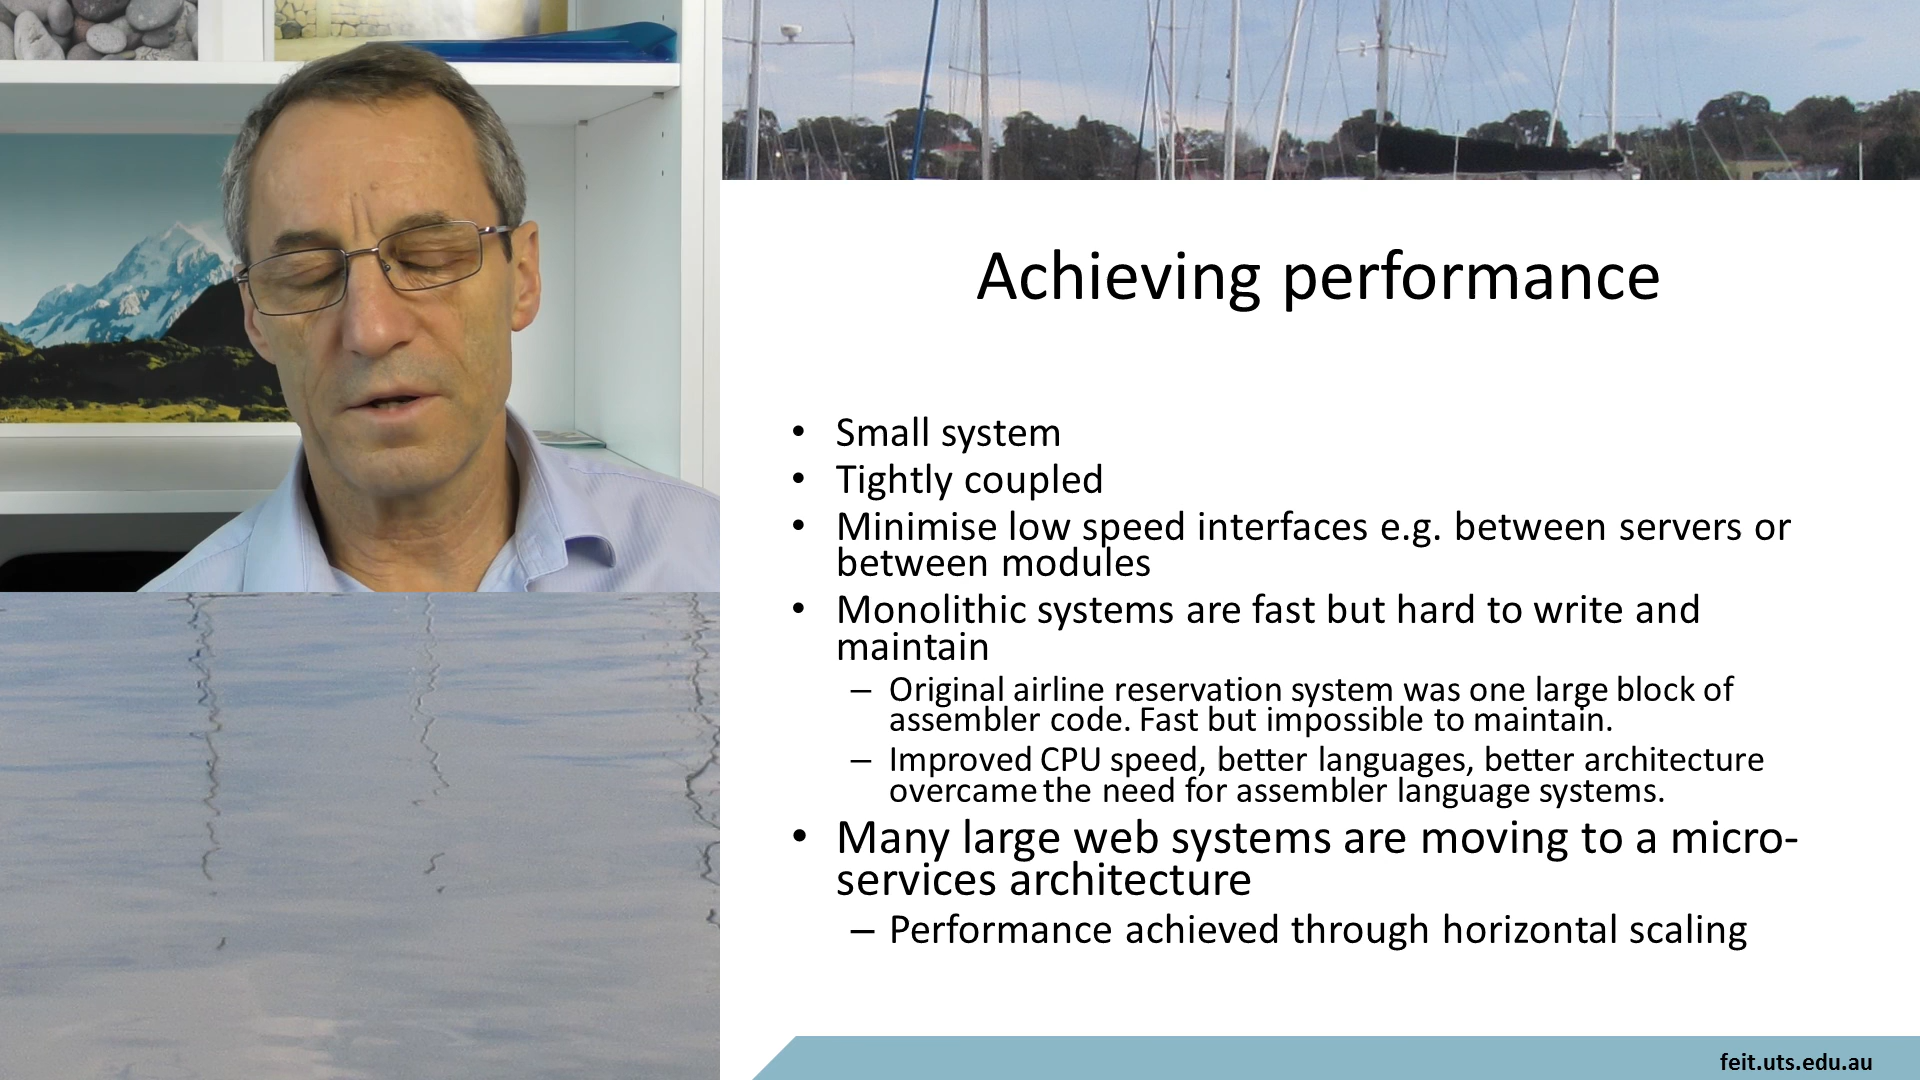 Achieving performance
• Small system
• Tightly coupled
• Minimise low speed interfaces e.g. between servers or
between modules
• Monolithic systems are fast but hard to write and
maintain
– Original airline reservation system was one large block of
assembler code. Fast but impossible to maintain.
– Improved CPU speed, better languages, better architecture
overcame the need for assembler language systems.
• Many large web systems are moving to a micro-
services architecture
– Performance achieved through horizontal scaling
feit.uts.edu.au